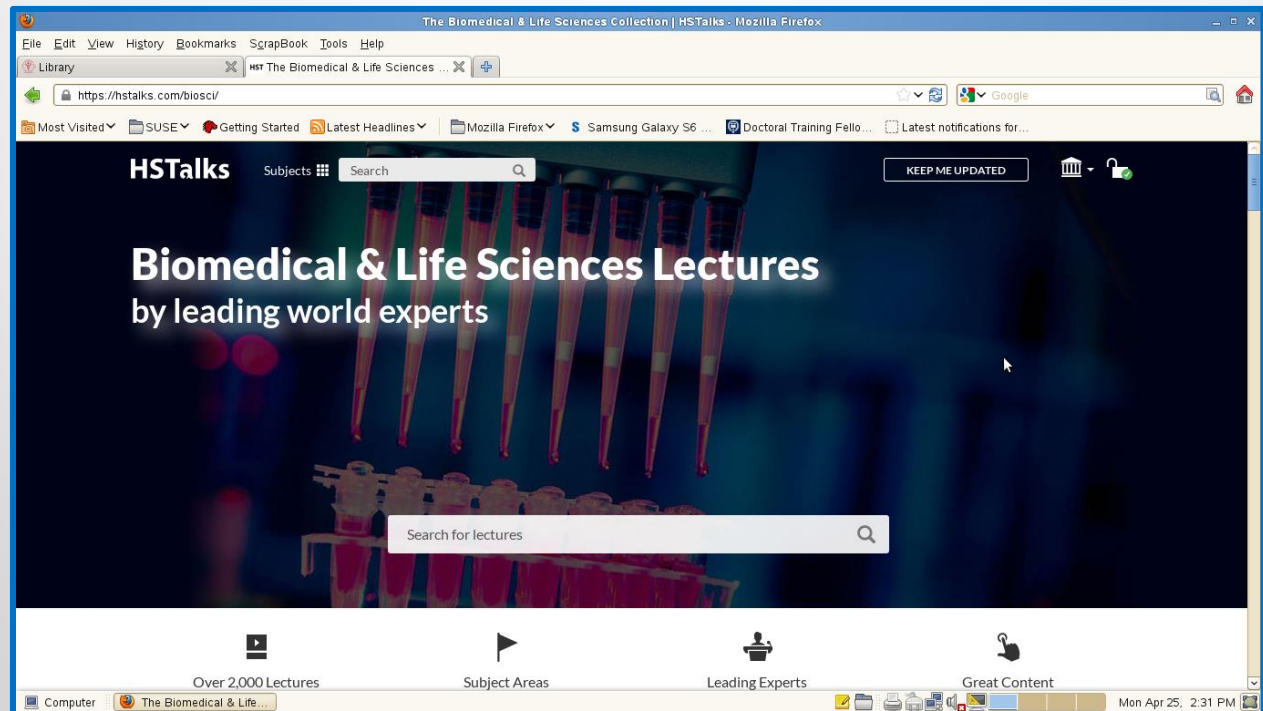 The Biomedical & Life Sciences Collection | HSTalks - Mozilla Firefox
File Edit View History Bookmarks ScrapBook Tools Help
Library HST The Biomedical & Life Sciences ...
https://hstalks.com/biosci/ Google
Most Visited SUSE Getting Started Latest Headlines Mozilla Firefox S Samsung Galaxy S6 ... Doctoral Training Fello... Latest notifications for...
HSTalks Subjects Search KEEP ME UPDATED
Biomedical & Life Sciences Lectures
by leading world experts
Search for lectures
Over 2,000 Lectures Subject Areas Leading Experts Great Content
Computer The Biomedical & Life... Mon Apr 25, 2:31 PM